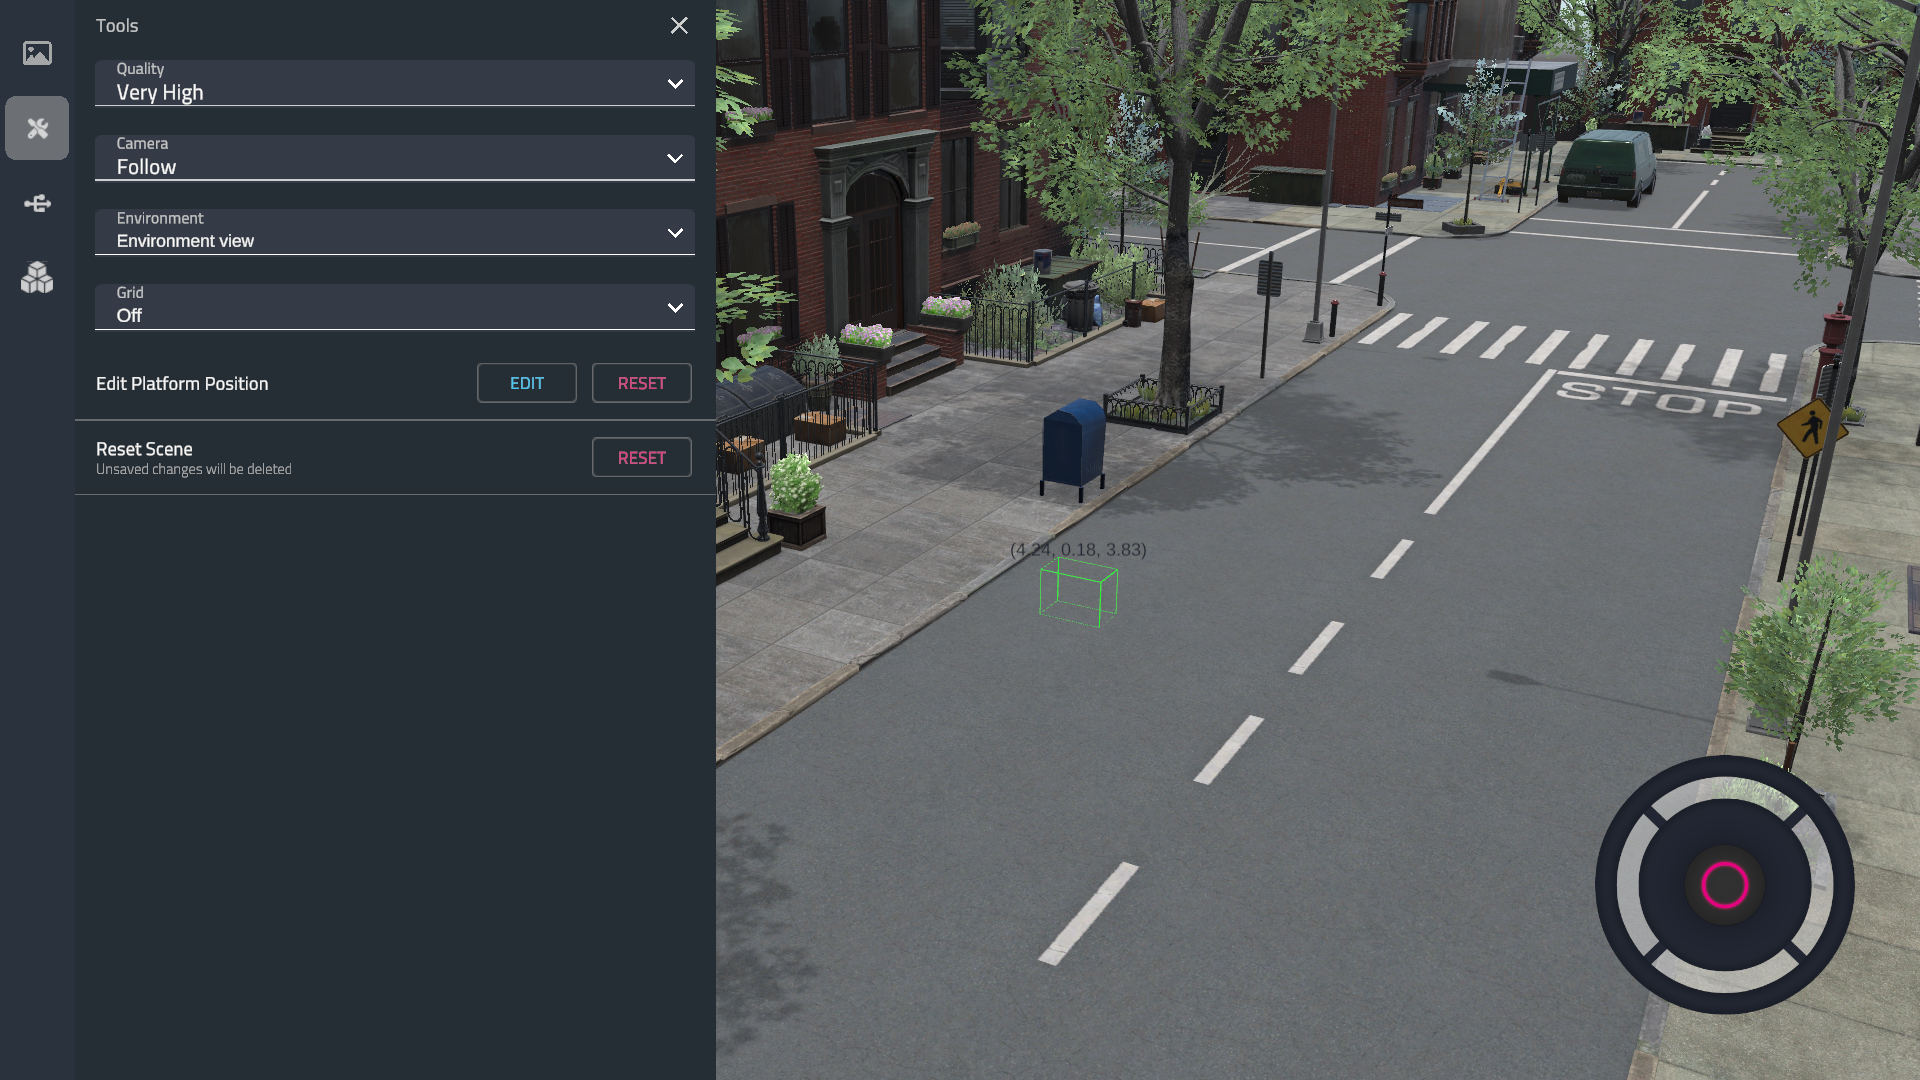 Tools
Quality
Very High
Camera
Follow
Environment
Environment view
Grid
Off
Edit Platform Position
EDIT
RESET
Reset Scene
Unsaved changes will be deleted
RESET
STOP
(4.24, 0.18, 3.83)